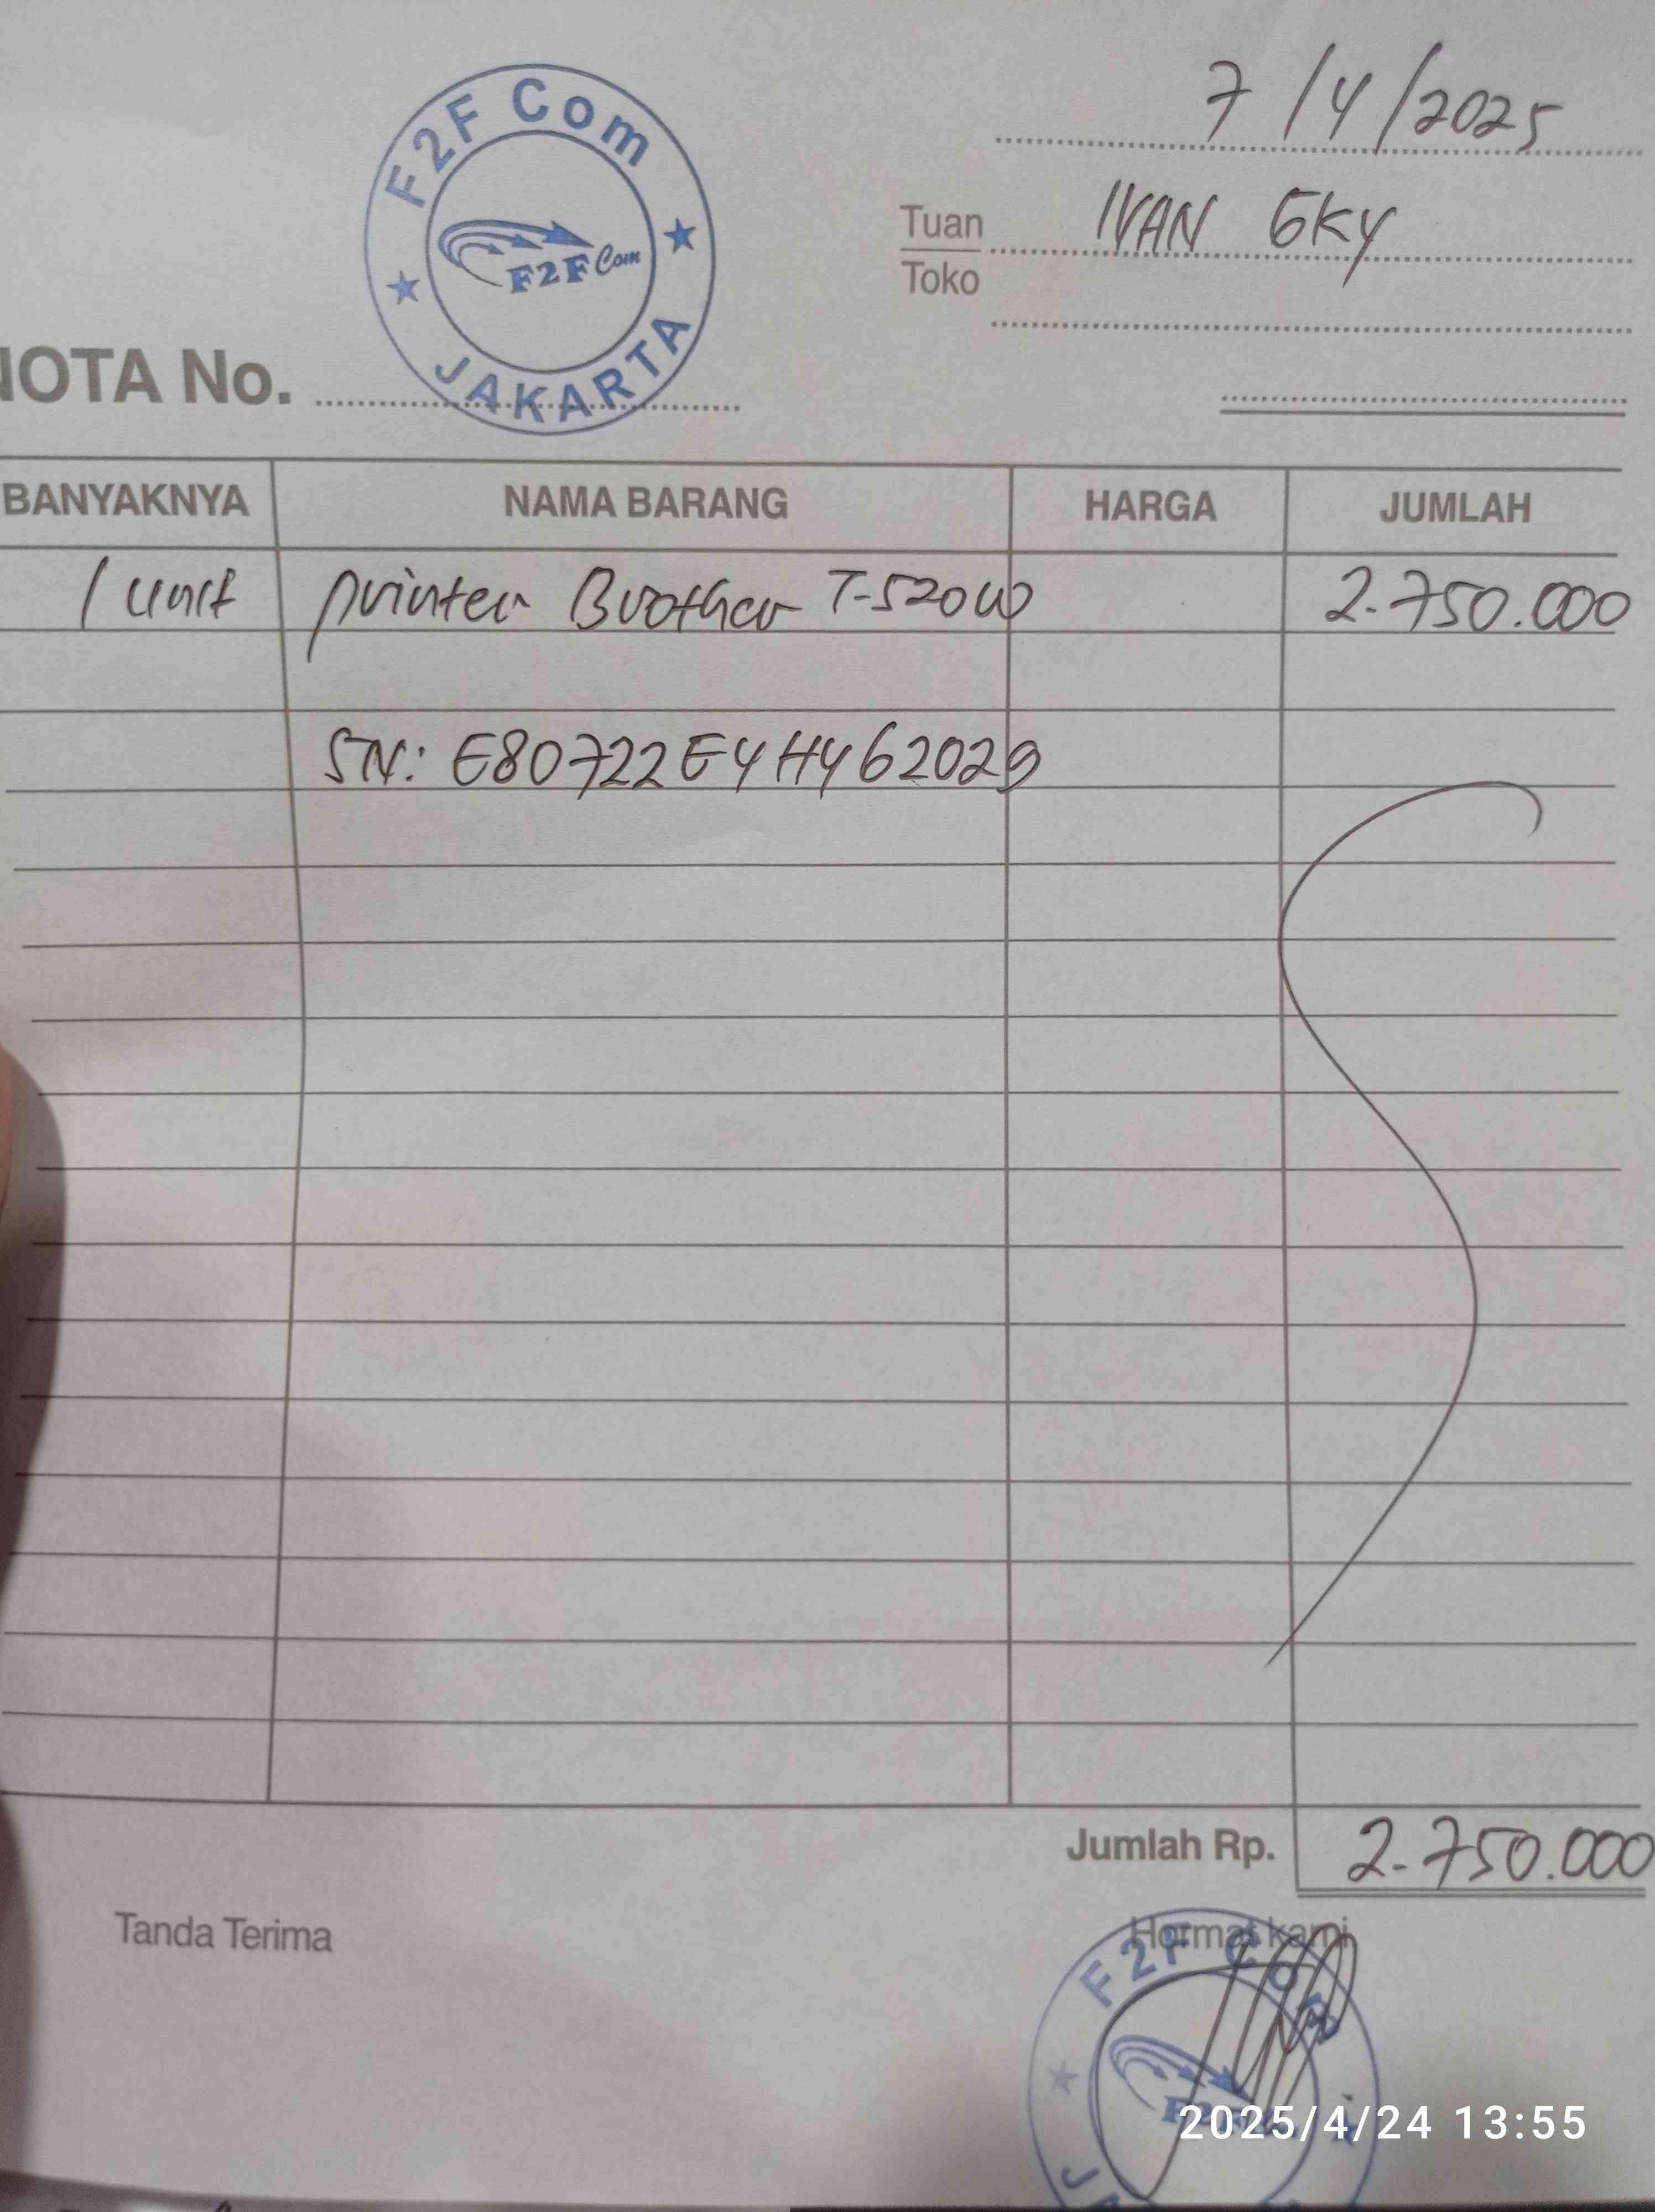 F2F Com
F2F Com
JAKARTA
7/4/2025
Tuan
Toko
IVAN GKY
NOTA No.
BANYAKNYA NAMA BARANG HARGA JUMLAH
1 unit printer Brother T-520W 2.750.000
SN: E80722E4H462029
Jumlah Rp. 2.750.000
Tanda Terima
Hormat kami
F2F Com
2025/4/24 13:55